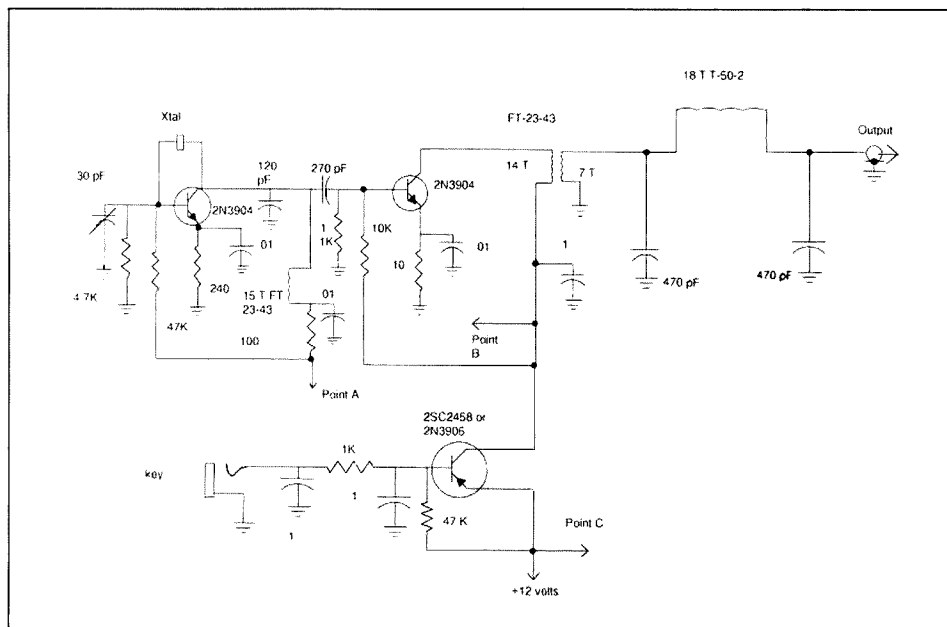 18 T T-50-2
Xtal
FT-23-43
Output
30 pF
120
pF
270 pF
14 T
7 T
2N3904
2N3904
01
1
1K
10K
01
1
470 pF
470 pF
4.7K
240
15 T FT
23-43
01
10
47K
100
Point
B
Point A
2SC2458 or
2N3906
1K
key
1
1
47 K
Point C
+12 volts